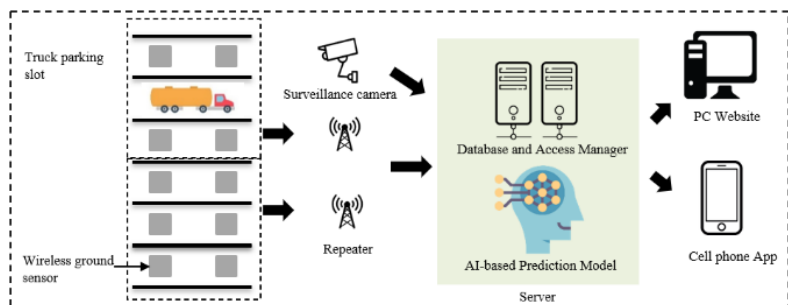 Truck parking
slot
Surveillance camera
Repeater
Wireless ground
sensor
Database and Access Manager
AI-based Prediction Model
Server
PC Website
Cell phone App